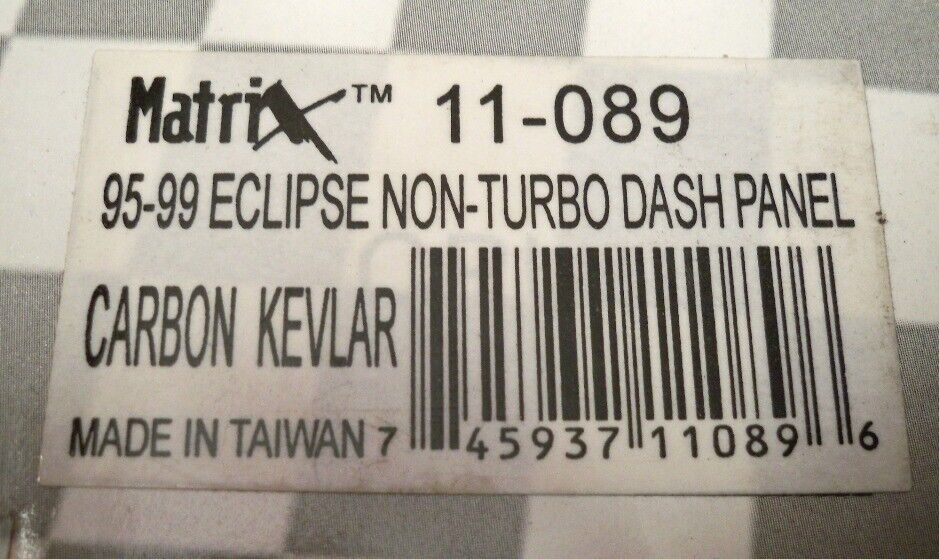 Matrix™ 11-089
95-99 ECLIPSE NON-TURBO DASH PANEL
CARBON KEVLAR
MADE IN TAIWAN 7 45937 11089 6